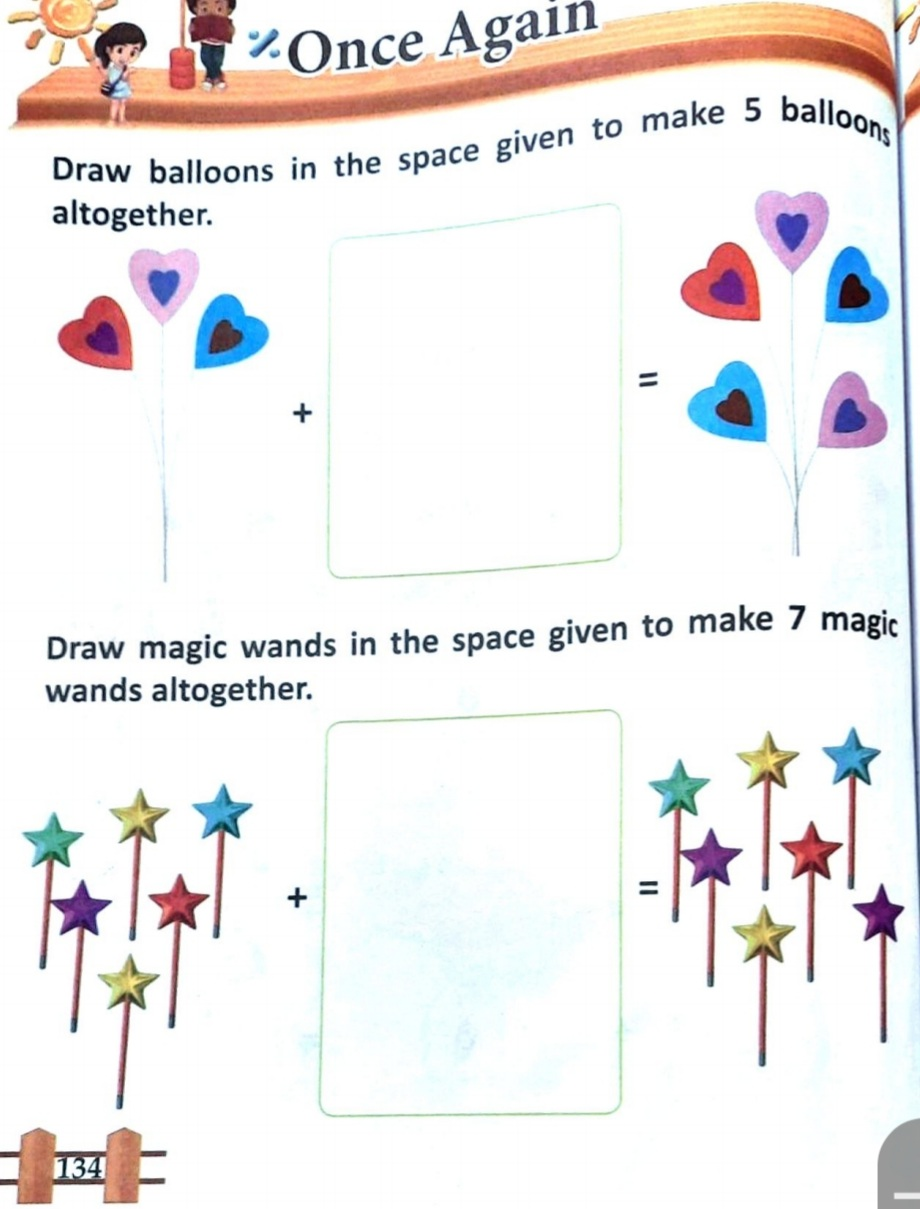 Once Again
Draw balloons in the space given to make 5 balloons
altogether.
+
=
Draw magic wands in the space given to make 7 magic
wands altogether.
+
=
134